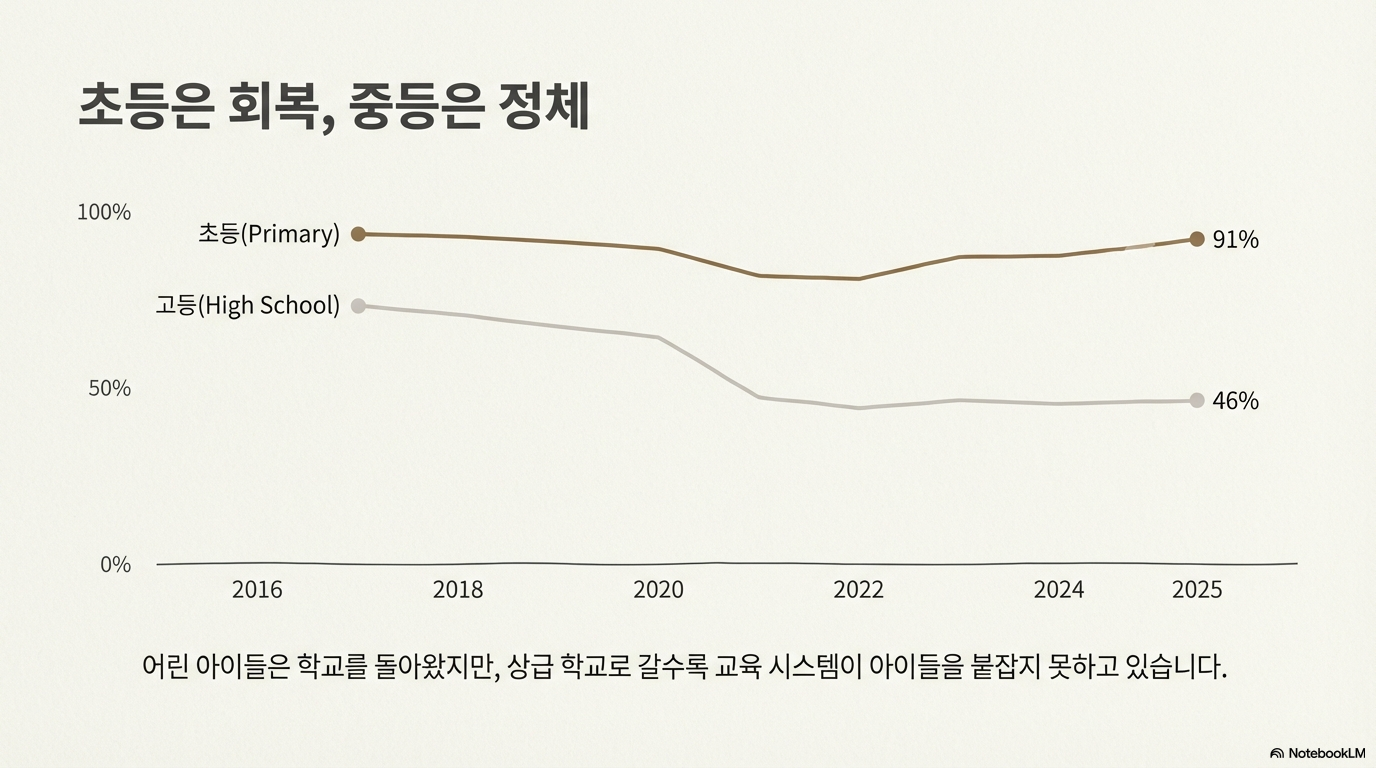 초등은 회복, 중등은 정체
100%
초등(Primary)
91%
고등(High School)
50%
46%
0%
2016 2018 2020 2022 2024 2025
어린 아이들은 학교를 돌아왔지만, 상급 학교로 갈수록 교육 시스템이 아이들을 붙잡지 못하고 있습니다.
NotebookLM